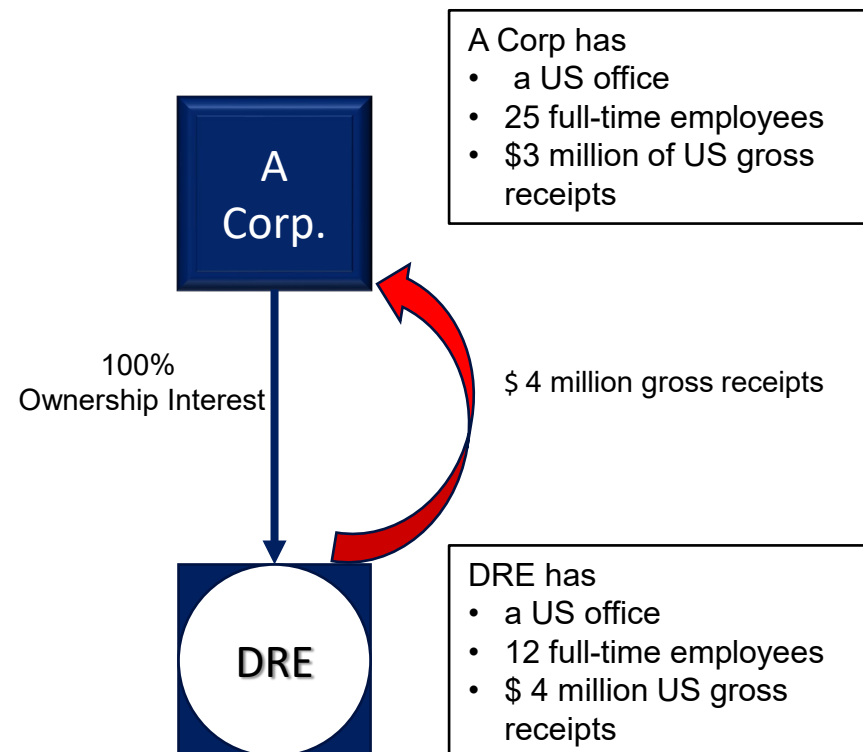 A Corp has
• a US office
• 25 full-time employees
• $3 million of US gross
receipts
A
Corp.
100%
Ownership Interest
$ 4 million gross receipts
DRE
DRE has
• a US office
• 12 full-time employees
• $ 4 million US gross
receipts